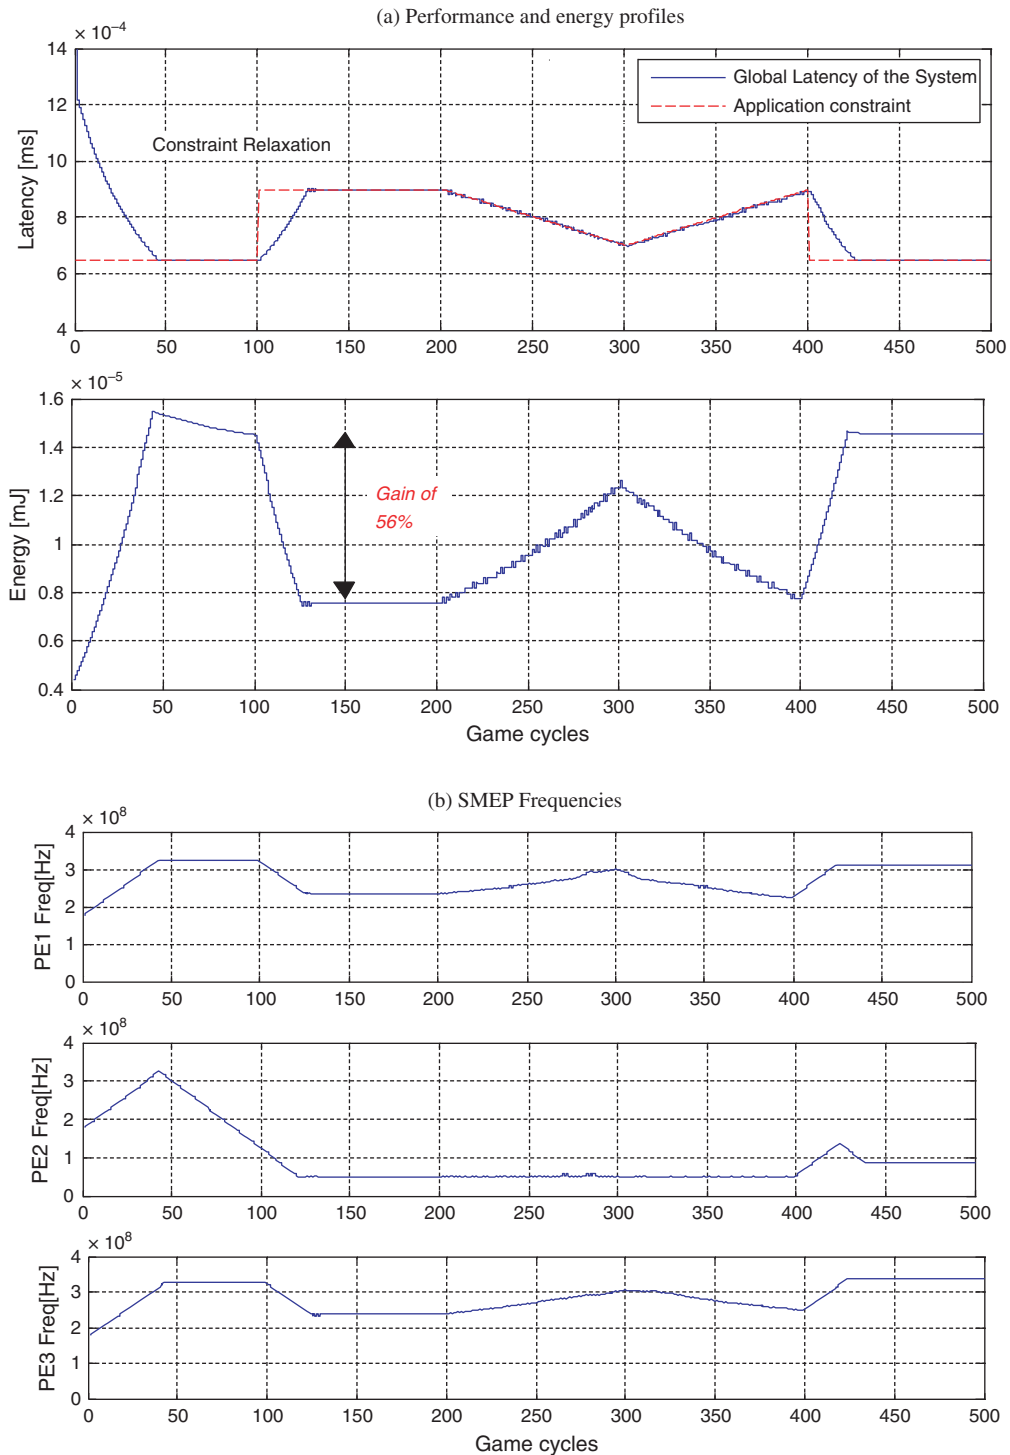 (a) Performance and energy profiles
× 10⁻⁴
14
12
10
8
6
4
Latency [ms]
Global Latency of the System
Application constraint
Constraint Relaxation
0 50 100 150 200 250 300 350 400 450 500
× 10⁻⁵
1.6
1.4
1.2
1
0.8
0.6
0.4
Energy [mJ]
Gain of
56%
0 50 100 150 200 250 300 350 400 450 500
Game cycles
(b) SMEP Frequencies
× 10⁸
4
3
2
1
0
PE1 Freq[Hz]
0 50 100 150 200 250 300 350 400 450 500
× 10⁸
4
3
2
1
0
PE2 Freq[Hz]
0 50 100 150 200 250 300 350 400 450 500
× 10⁸
4
3
2
1
0
PE3 Freq[Hz]
0 50 100 150 200 250 300 350 400 450 500
Game cycles